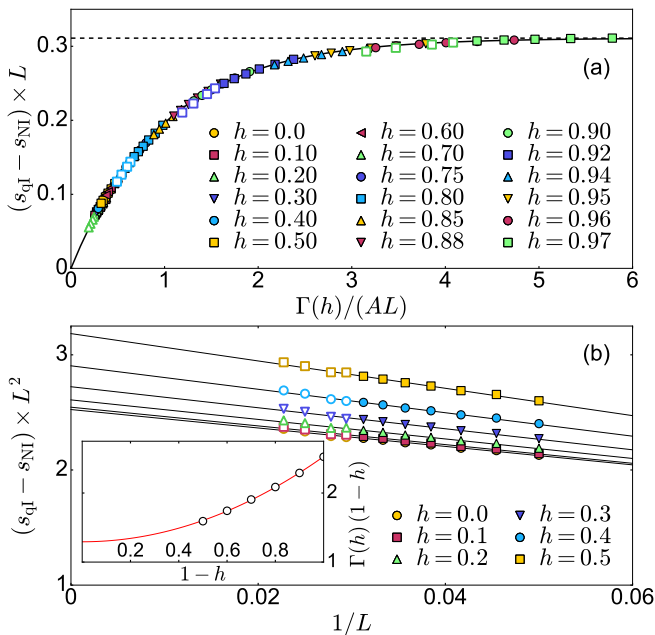 (a)
0.3
0.2
0.1
0
(s_qI − s_NI) × L
h = 0.0 h = 0.60 h = 0.90
h = 0.10 h = 0.70 h = 0.92
h = 0.20 h = 0.75 h = 0.94
h = 0.30 h = 0.80 h = 0.95
h = 0.40 h = 0.85 h = 0.96
h = 0.50 h = 0.88 h = 0.97
0 1 2 3 4 5 6
Γ(h)/(AL)
(b)
3
2
1
(s_qI − s_NI) × L²
2
1
Γ(h)(1 − h)
0 0.2 0.4 0.6 0.8
1 − h
h = 0.0 h = 0.3
h = 0.1 h = 0.4
h = 0.2 h = 0.5
0 0.02 0.04 0.06
1/L